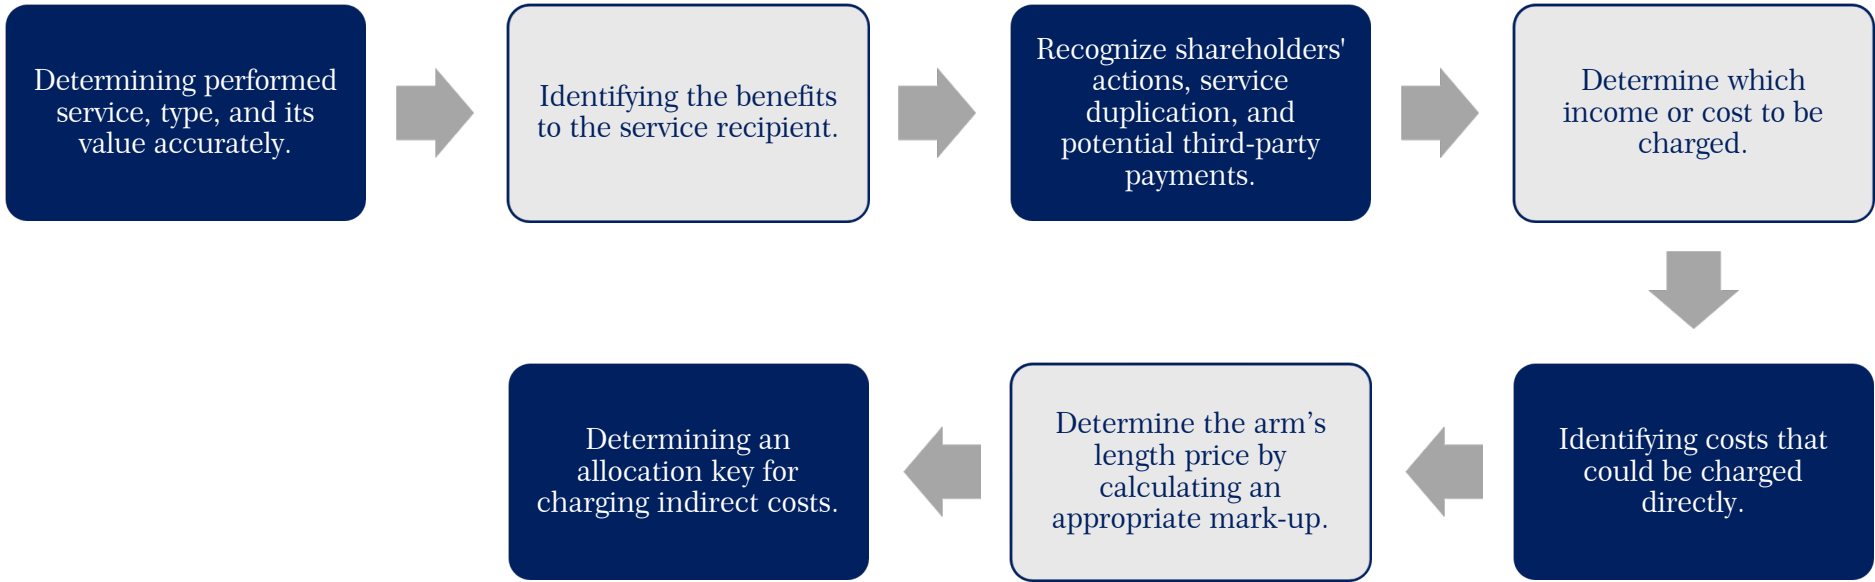 Determining performed
service, type, and its
value accurately.
Identifying the benefits
to the service recipient.
Recognize shareholders'
actions, service
duplication, and
potential third-party
payments.
Determine which
income or cost to be
charged.
Identifying costs that
could be charged
directly.
Determine the arm’s
length price by
calculating an
appropriate mark-up.
Determining an
allocation key for
charging indirect costs.